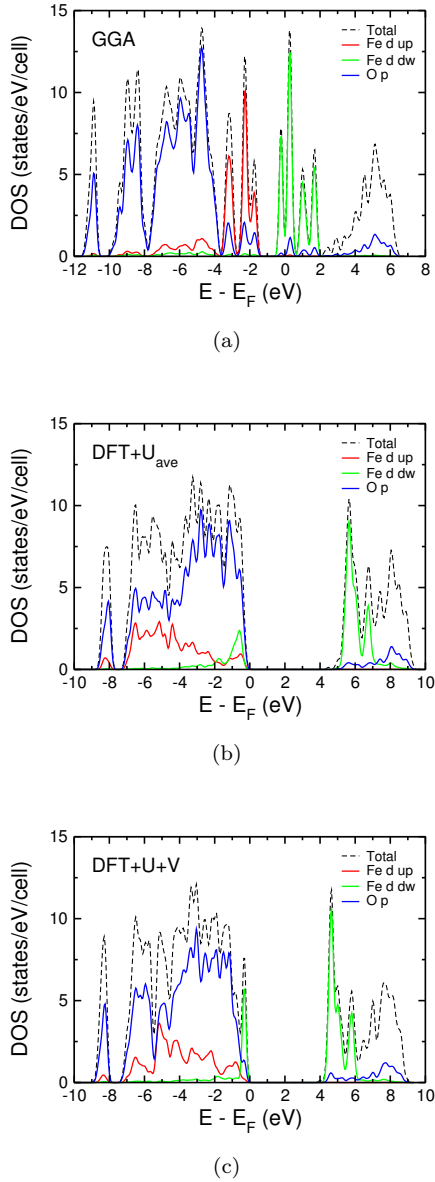 GGA
Total
Fe d up
Fe d dw
O p
DOS (states/eV/cell)
15
10
5
0
-12 -10 -8 -6 -4 -2 0 2 4 6 8
E - E_F (eV)
(a)
DFT+U_ave
Total
Fe d up
Fe d dw
O p
DOS (states/eV/cell)
15
10
5
0
-10 -8 -6 -4 -2 0 2 4 6 8 10
E - E_F (eV)
(b)
DFT+U+V
Total
Fe d up
Fe d dw
O p
DOS (states/eV/cell)
15
10
5
0
-10 -8 -6 -4 -2 0 2 4 6 8 10
E - E_F (eV)
(c)